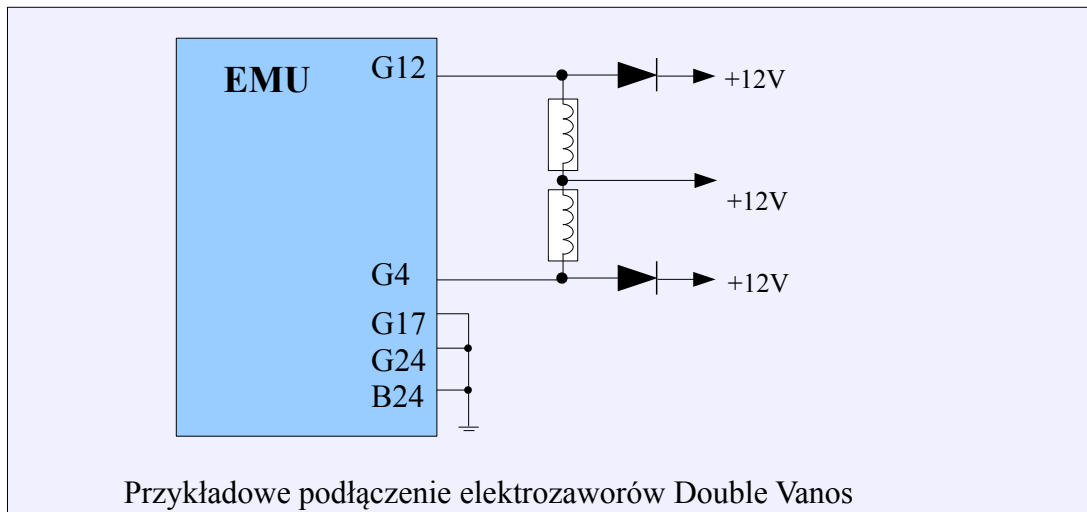 EMU
G12
+12V
+12V
G4
+12V
G17
G24
B24
Przykładowe podłączenie elektrozaworów Double Vanos